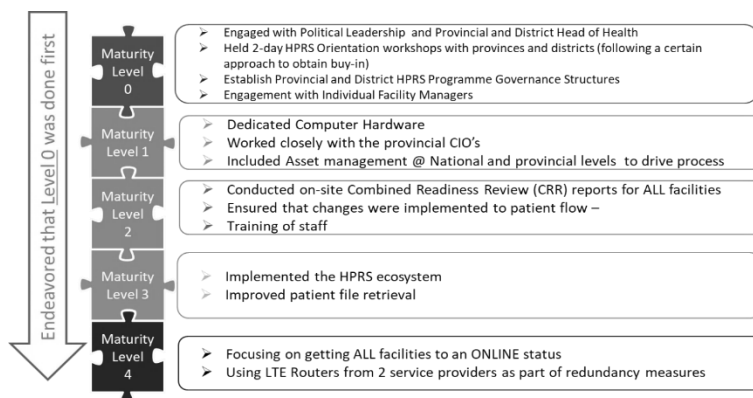 Endeavored that Level 0 was done first
Maturity
Level
0
Engaged with Political Leadership and Provincial and District Head of Health
Held 2-day HPRS Orientation workshops with provinces and districts (following a certain
approach to obtain buy-in)
Establish Provincial and District HPRS Programme Governance Structures
Engagement with Individual Facility Managers
Maturity
Level 1
Dedicated Computer Hardware
Worked closely with the provincial CIO's
Included Asset management @ National and provincial levels to drive process
Maturity
Level
2
Conducted on-site Combined Readiness Review (CRR) reports for ALL facilities
Ensured that changes were implemented to patient flow –
Training of staff
Maturity
Level 3
Implemented the HPRS ecosystem
Improved patient file retrieval
Maturity
Level
4
Focusing on getting ALL facilities to an ONLINE status
Using LTE Routers from 2 service providers as part of redundancy measures